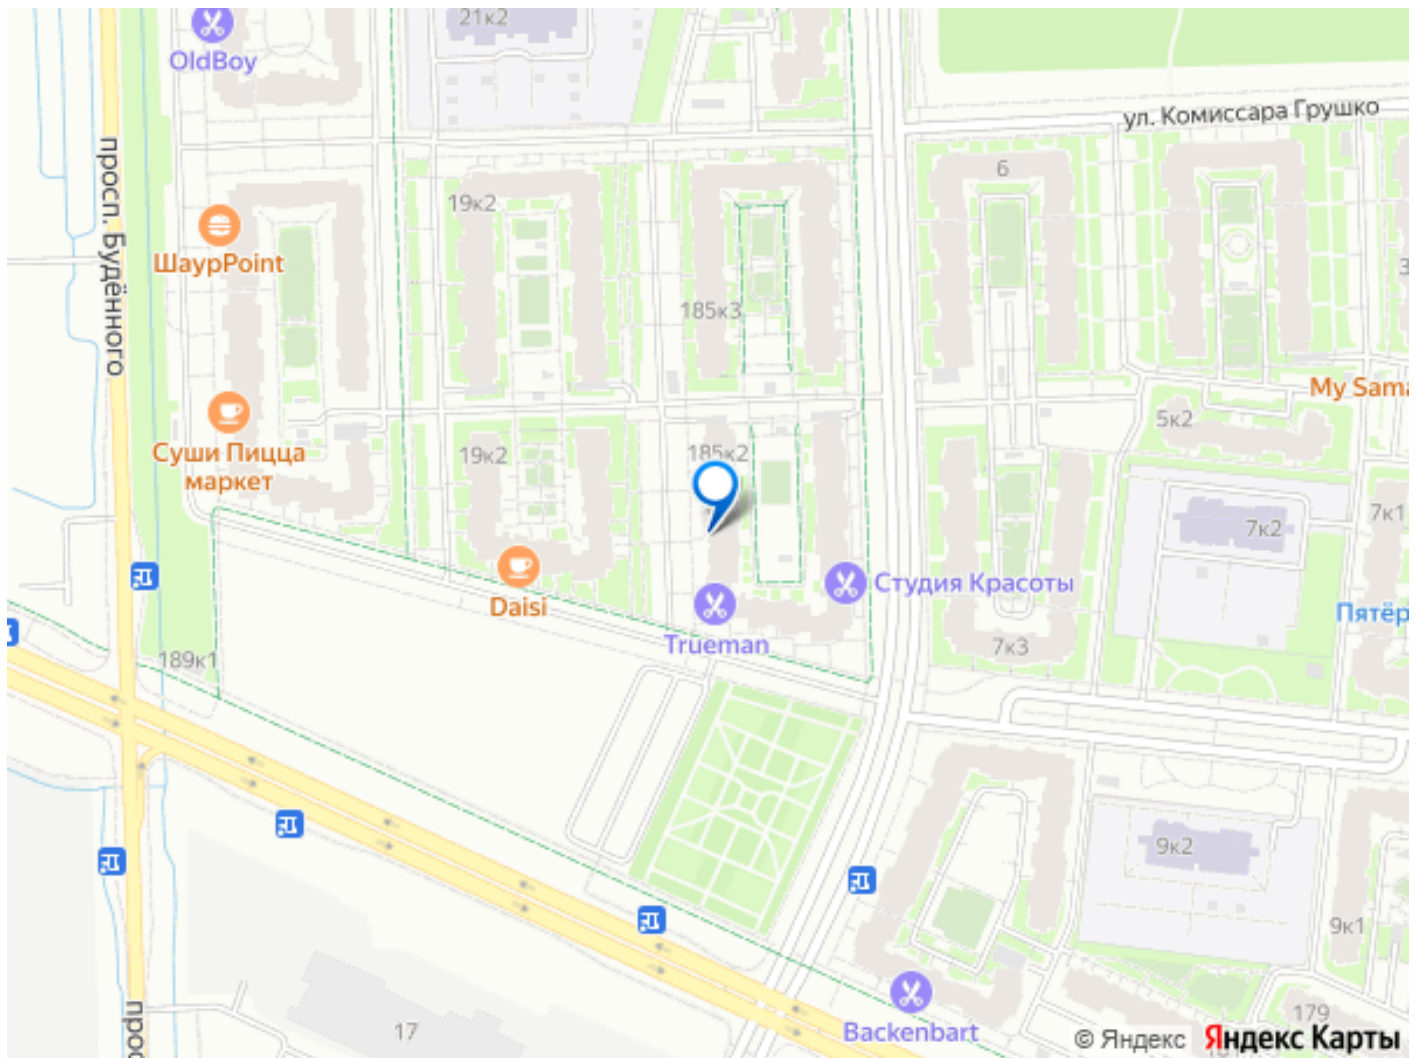 21к2
OldBoy
ул. Комиссара Грушко
просп. Будённого
6
19к2
ШаурPoint
185к3
My Sama
5к2
Суши Пицца
маркет
19к2
185к2
7к1
7к2
Студия Красоты
Daisi
Пятёр
Trueman
7к3
189к1
9к2
9к1
Backenbart
179
17
© Яндекс
Яндекс Карты